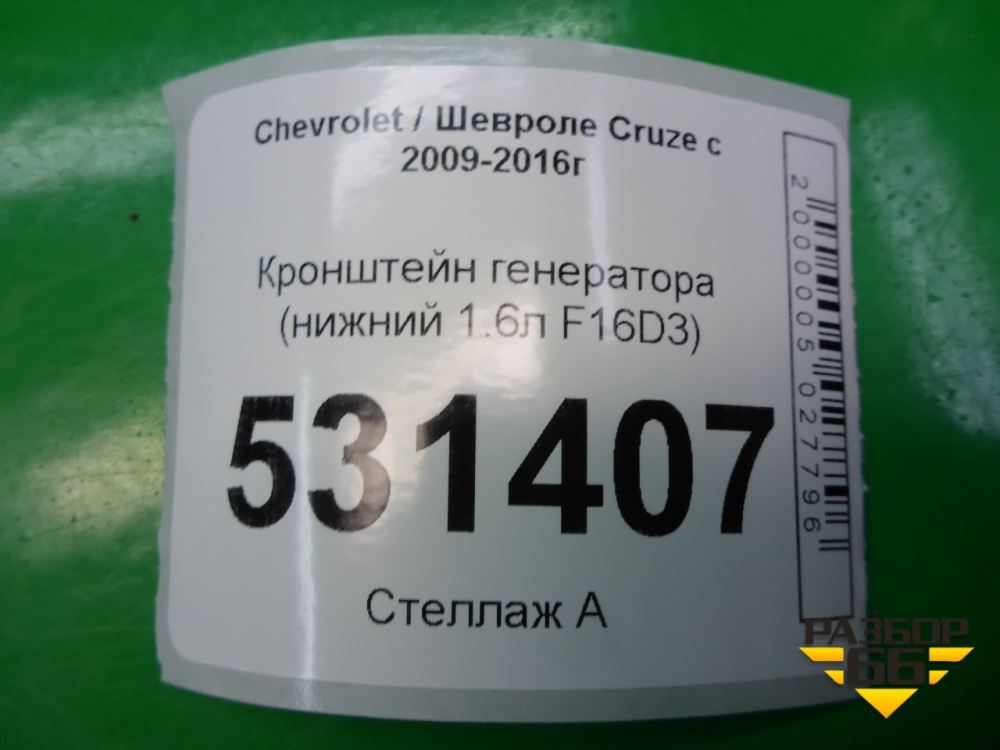 Chevrolet / Шевроле Cruze с
2009-2016г
Кронштейн генератора
(нижний 1.6л F16D3)
531407
Стеллаж А
2000005027796
РАЗБОР
66